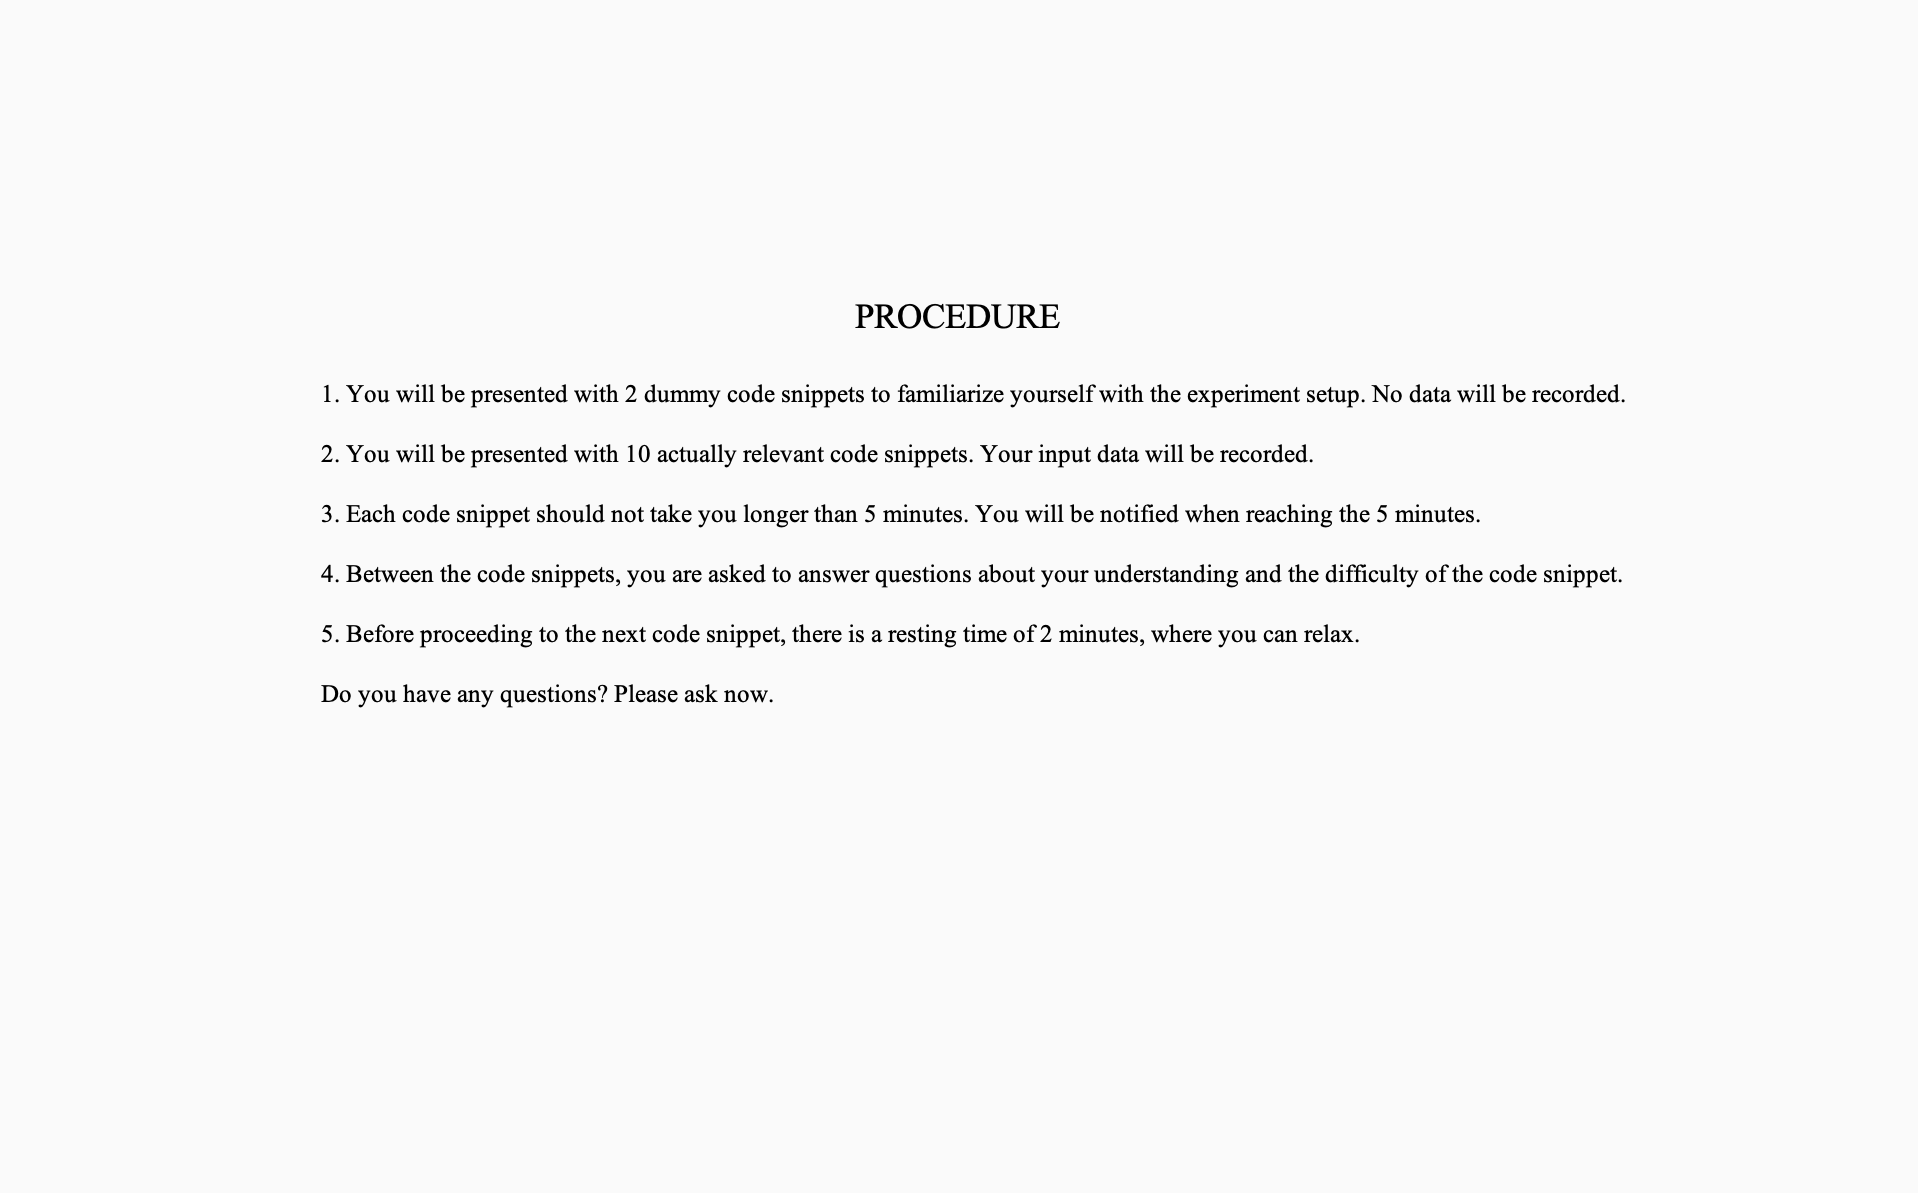 PROCEDURE
1. You will be presented with 2 dummy code snippets to familiarize yourself with the experiment setup. No data will be recorded.
2. You will be presented with 10 actually relevant code snippets. Your input data will be recorded.
3. Each code snippet should not take you longer than 5 minutes. You will be notified when reaching the 5 minutes.
4. Between the code snippets, you are asked to answer questions about your understanding and the difficulty of the code snippet.
5. Before proceeding to the next code snippet, there is a resting time of 2 minutes, where you can relax.
Do you have any questions? Please ask now.